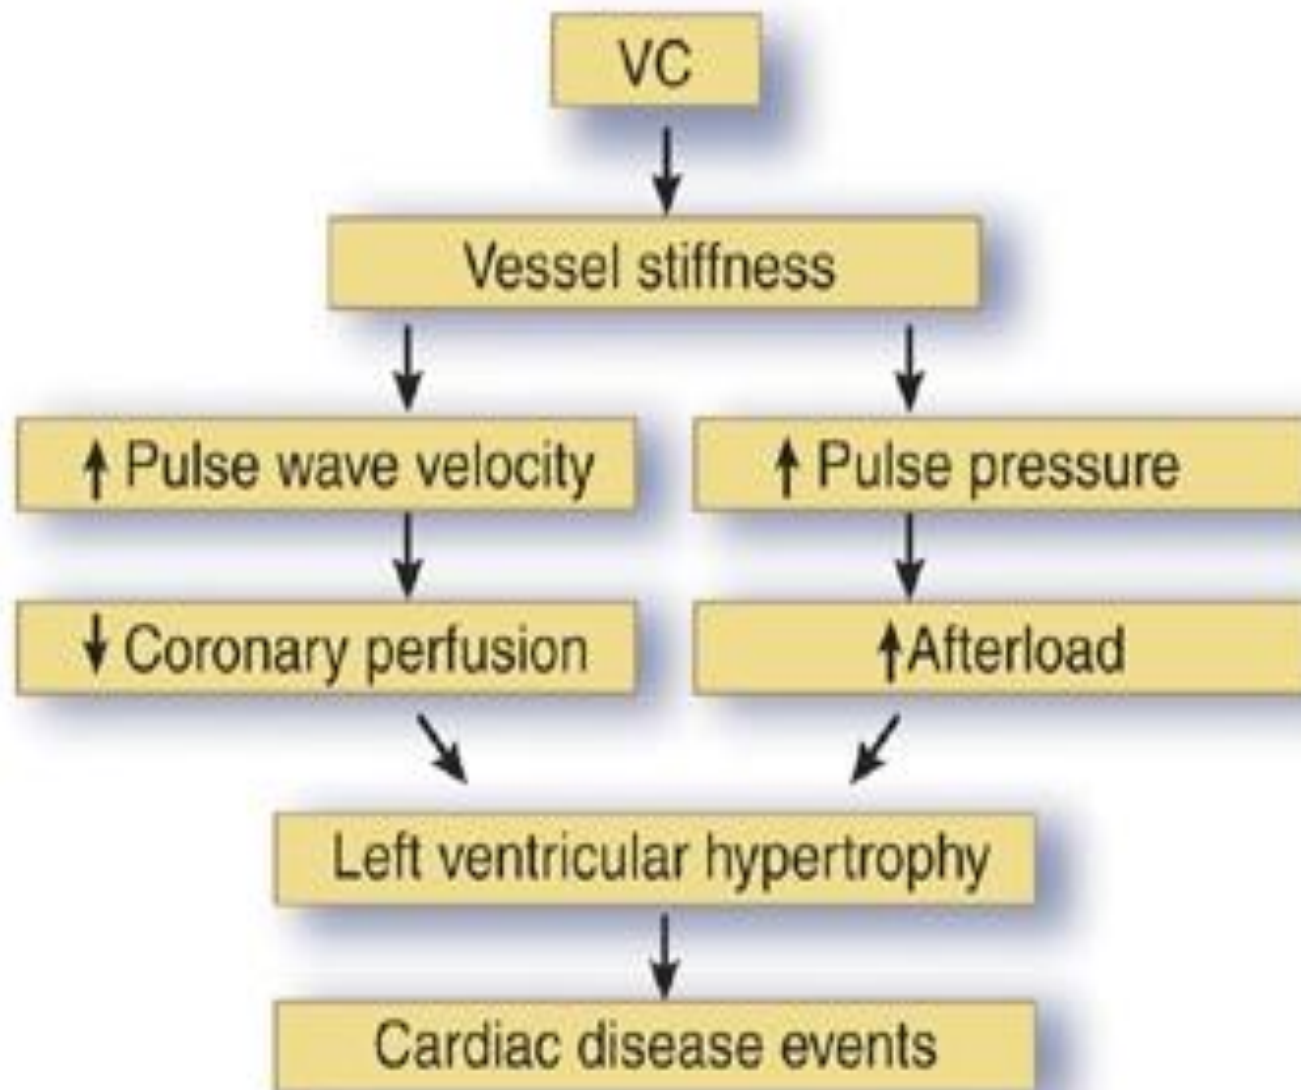 VC
Vessel stiffness
↑ Pulse wave velocity
↑ Pulse pressure
↓ Coronary perfusion
↑Afterload
Left ventricular hypertrophy
Cardiac disease events